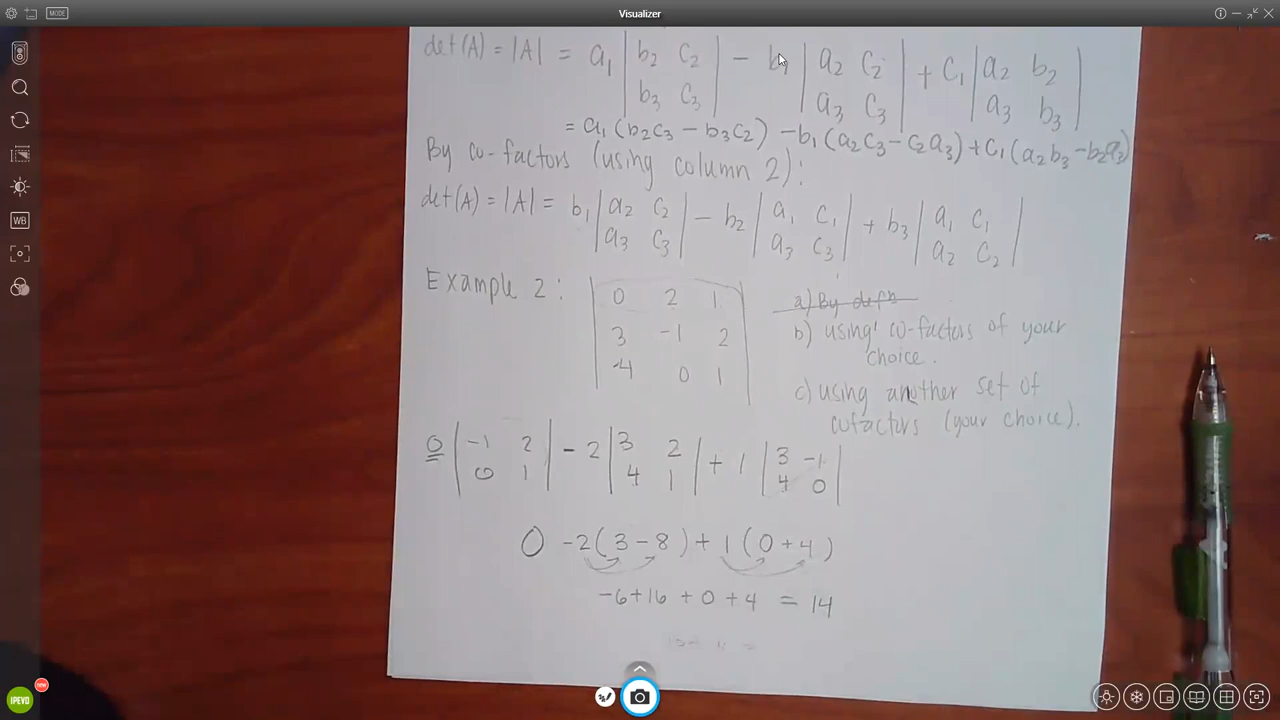 MODE
Visualizer
det(A) = |A| = a₁ | b₂ c₂ | - b₁ | a₂ c₂ | + c₁ | a₂ b₂ |
| b₃ c₃ | | a₃ c₃ | | a₃ b₃ |
= a₁(b₂c₃ - b₃c₂) - b₁(a₂c₃ - c₂a₃) + c₁(a₂b₃ - b₂a₃)
By co-factors (using column 2):
det(A) = |A| = b₁ | a₂ c₂ | - b₂ | a₁ c₁ | + b₃ | a₁ c₁ |
| a₃ c₃ | | a₃ c₃ | | a₂ c₂ |
Example 2: | 0 2 1 |
| 3 -1 2 |
| -4 0 1 |
a) By defn
b) using co-factors of your
choice.
c) using another set of
cofactors (your choice).
0 | -1 2 | - 2 | 3 2 | + 1 | 3 -1 |
| 0 1 | | 4 1 | | 4 0 |
0 -2(3 - 8) + 1(0 + 4)
-6 + 16 + 0 + 4 = 14
IPEVO
new